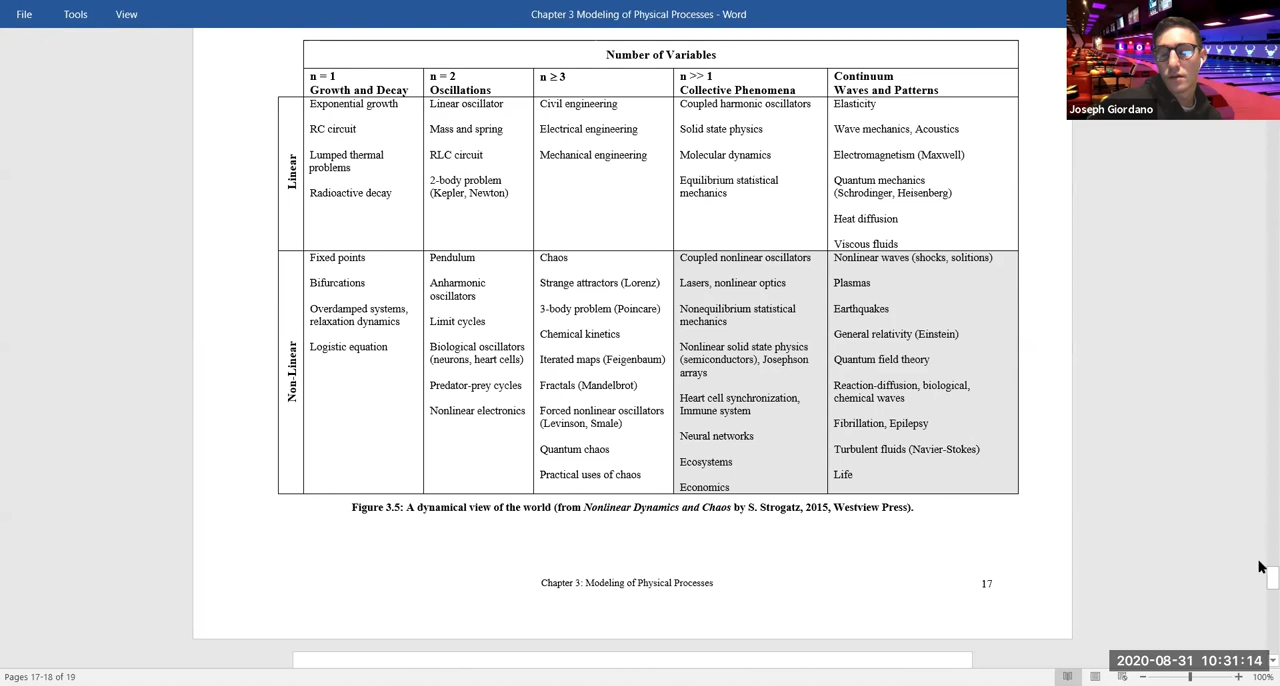 File Tools View Chapter 3 Modeling of Physical Processes - Word
Joseph Giordano
Number of Variables
n = 1
Growth and Decay
n = 2
Oscillations
n ≥ 3
n >> 1
Collective Phenomena
Continuum
Waves and Patterns
Linear
Exponential growth
RC circuit
Lumped thermal
problems
Radioactive decay
Linear oscillator
Mass and spring
RLC circuit
2-body problem
(Kepler, Newton)
Civil engineering
Electrical engineering
Mechanical engineering
Coupled harmonic oscillators
Solid state physics
Molecular dynamics
Equilibrium statistical
mechanics
Elasticity
Wave mechanics, Acoustics
Electromagnetism (Maxwell)
Quantum mechanics
(Schrodinger, Heisenberg)
Heat diffusion
Viscous fluids
Non-Linear
Fixed points
Bifurcations
Overdamped systems,
relaxation dynamics
Logistic equation
Pendulum
Anharmonic
oscillators
Limit cycles
Biological oscillators
(neurons, heart cells)
Predator-prey cycles
Nonlinear electronics
Chaos
Strange attractors (Lorenz)
3-body problem (Poincare)
Chemical kinetics
Iterated maps (Feigenbaum)
Fractals (Mandelbrot)
Forced nonlinear oscillators
(Levinson, Smale)
Quantum chaos
Practical uses of chaos
Coupled nonlinear oscillators
Lasers, nonlinear optics
Nonequilibrium statistical
mechanics
Nonlinear solid state physics
(semiconductors), Josephson
arrays
Heart cell synchronization,
Immune system
Neural networks
Ecosystems
Economics
Nonlinear waves (shocks, solitions)
Plasmas
Earthquakes
General relativity (Einstein)
Quantum field theory
Reaction-diffusion, biological,
chemical waves
Fibrillation, Epilepsy
Turbulent fluids (Navier-Stokes)
Life
Figure 3.5: A dynamical view of the world (from Nonlinear Dynamics and Chaos by S. Strogatz, 2015, Westview Press).
Chapter 3: Modeling of Physical Processes 17
2020-08-31 10:31:14
Pages 17-18 of 19 100%